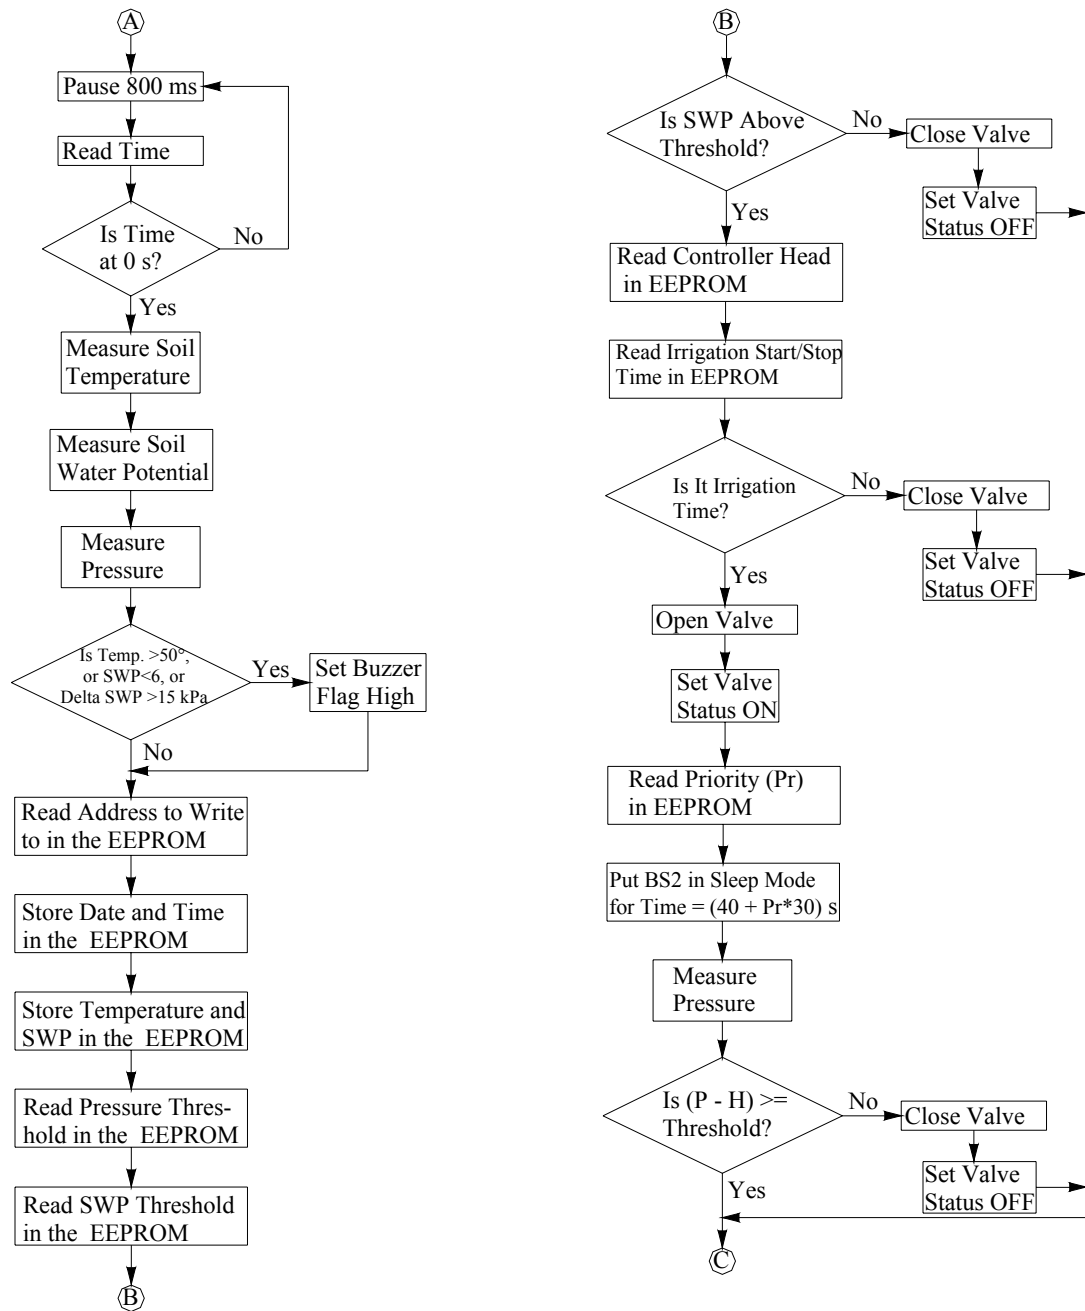 A
Pause 800 ms
Read Time
Is Time
at 0 s?
No
Yes
Measure Soil
Temperature
Measure Soil
Water Potential
Measure
Pressure
Is Temp. >50°,
or SWP<6, or
Delta SWP >15 kPa
Yes
Set Buzzer
Flag High
No
Read Address to Write
to in the EEPROM
Store Date and Time
in the EEPROM
Store Temperature and
SWP in the EEPROM
Read Pressure Thres-
hold in the EEPROM
Read SWP Threshold
in the EEPROM
B
B
Is SWP Above
Threshold?
No
Close Valve
Set Valve
Status OFF
Yes
Read Controller Head
in EEPROM
Read Irrigation Start/Stop
Time in EEPROM
Is It Irrigation
Time?
No
Close Valve
Set Valve
Status OFF
Yes
Open Valve
Set Valve
Status ON
Read Priority (Pr)
in EEPROM
Put BS2 in Sleep Mode
for Time = (40 + Pr*30) s
Measure
Pressure
Is (P - H) >=
Threshold?
No
Close Valve
Set Valve
Status OFF
Yes
C